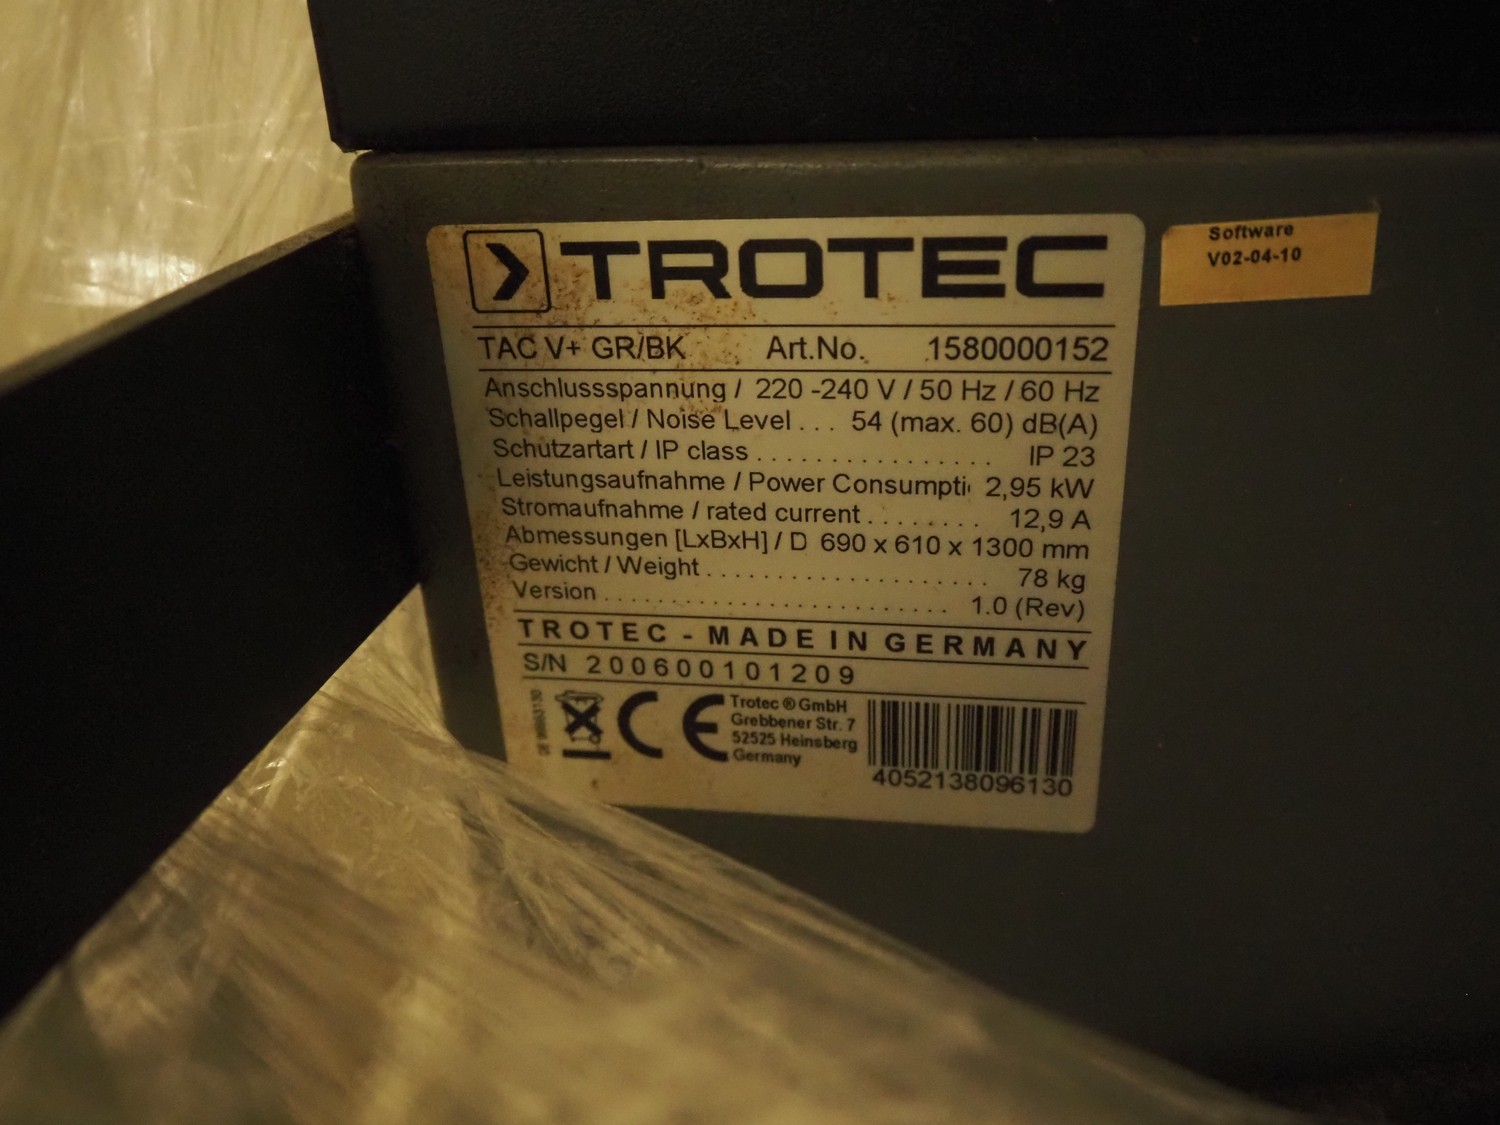 TROTEC
Software
V02-04-10
TAC V+ GR/BK Art.No. 1580000152
Anschlussspannung / 220 -240 V / 50 Hz / 60 Hz
Schallpegel / Noise Level . . . 54 (max. 60) dB(A)
Schutzartart / IP class . . . . . . . . . . . . . . . IP 23
Leistungsaufnahme / Power Consumpti 2,95 kW
Stromaufnahme / rated current . . . . . . . . 12,9 A
Abmessungen [LxBxH] / D 690 x 610 x 1300 mm
Gewicht / Weight . . . . . . . . . . . . . . . . . . . 78 kg
Version . . . . . . . . . . . . . . . . . . . . . . . . . 1.0 (Rev)
TROTEC - MADE IN GERMANY
S/N 200600101209
CE
Trotec ® GmbH
Grebbener Str. 7
52525 Heinsberg
Germany
4052138096130